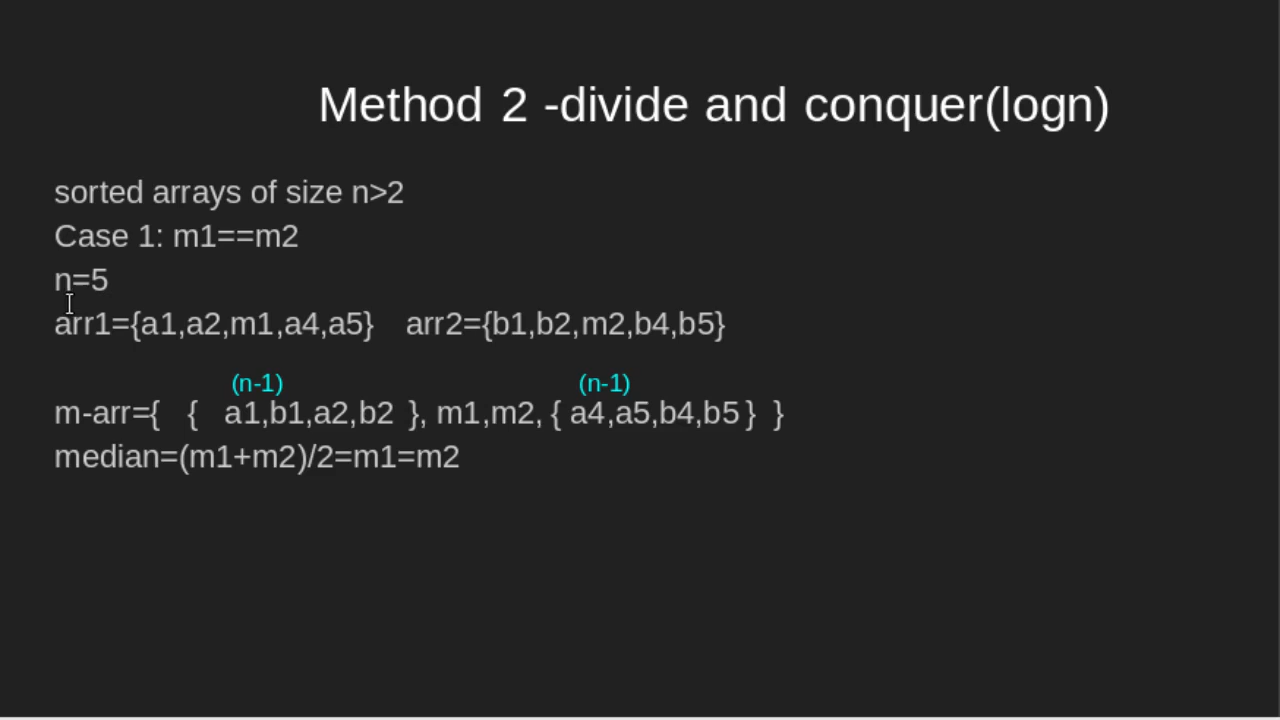 Method 2 -divide and conquer(logn)
sorted arrays of size n>2
Case 1: m1==m2
n=5
arr1={a1,a2,m1,a4,a5} arr2={b1,b2,m2,b4,b5}
(n-1) (n-1)
m-arr={ { a1,b1,a2,b2 }, m1,m2, { a4,a5,b4,b5 } }
median=(m1+m2)/2=m1=m2